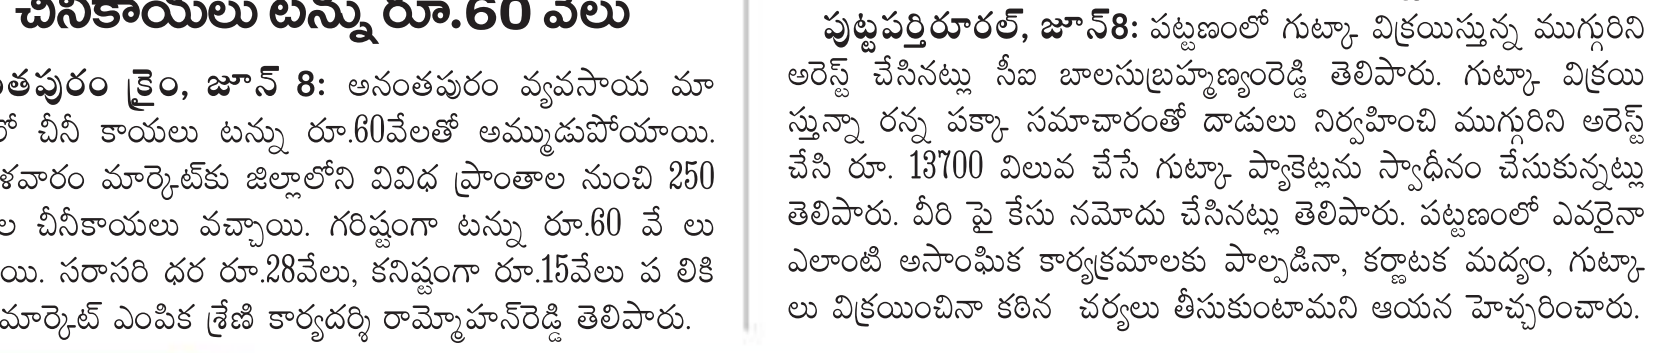 చీనీకాయలు టన్ను రూ.60 వేలు
తపురం క్రైం, జూన్ 8: అనంతపురం వ్యవసాయ మా
లో చీనీ కాయలు టన్ను రూ.60వేలతో అమ్ముడుపోయాయి.
ళవారం మార్కెట్‌కు జిల్లాలోని వివిధ ప్రాంతాల నుంచి 250
ల చీనీకాయలు వచ్చాయి. గరిష్టంగా టన్ను రూ.60 వే లు
యి. సరాసరి ధర రూ.28వేలు, కనిష్టంగా రూ.15వేలు ప లికి
మార్కెట్ ఎంపిక శ్రేణి కార్యదర్శి రామ్మోహన్‌రెడ్డి తెలిపారు.
పుట్టపర్తిరూరల్, జూన్8: పట్టణంలో గుట్కా విక్రయిస్తున్న ముగ్గురిని
అరెస్ట్ చేసినట్లు సీఐ బాలసుబ్రహ్మణ్యంరెడ్డి తెలిపారు. గుట్కా విక్రయి
స్తున్నా రన్న పక్కా సమాచారంతో దాడులు నిర్వహించి ముగ్గురిని అరెస్ట్
చేసి రూ. 13700 విలువ చేసే గుట్కా ప్యాకెట్లను స్వాధీనం చేసుకున్నట్లు
తెలిపారు. వీరి పై కేసు నమోదు చేసినట్లు తెలిపారు. పట్టణంలో ఎవరైనా
ఎలాంటి అసాంఘిక కార్యక్రమాలకు పాల్పడినా, కర్ణాటక మద్యం, గుట్కా
లు విక్రయించినా కఠిన చర్యలు తీసుకుంటామని ఆయన హెచ్చరించారు.